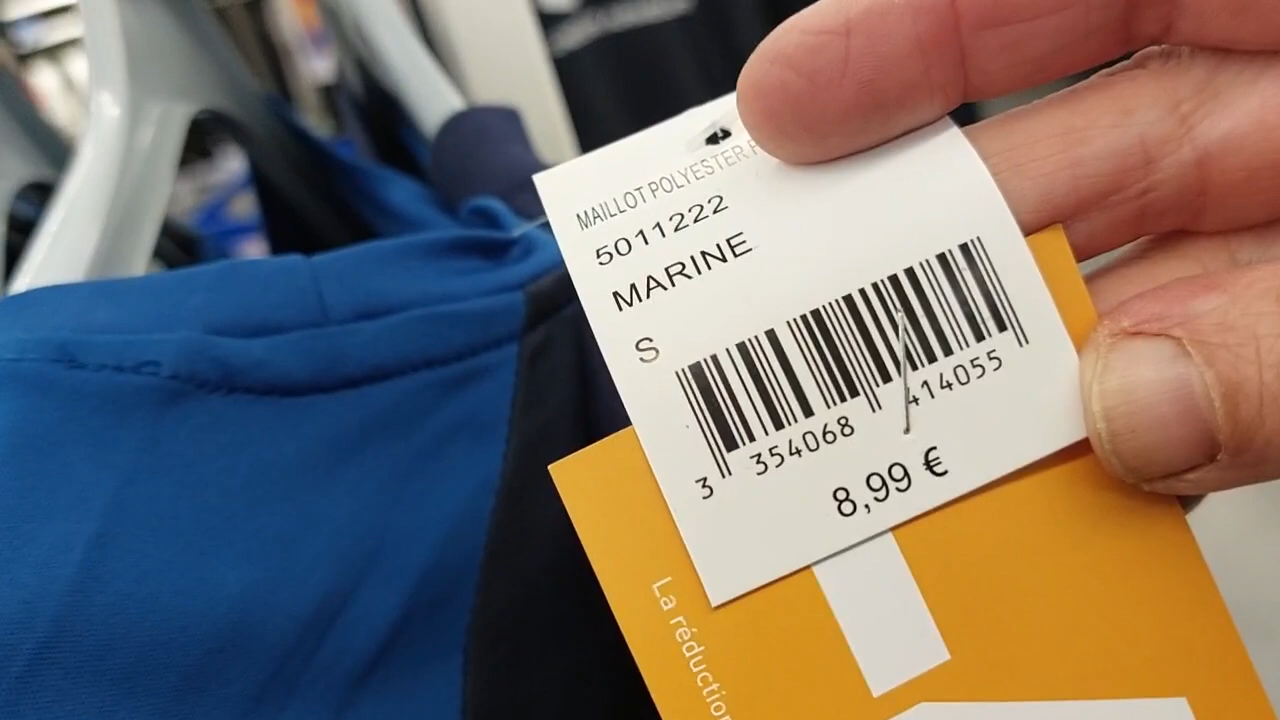 MAILLOT POLYESTER
5011222
MARINE
S
3 354068 414055
8,99 €
La réduction